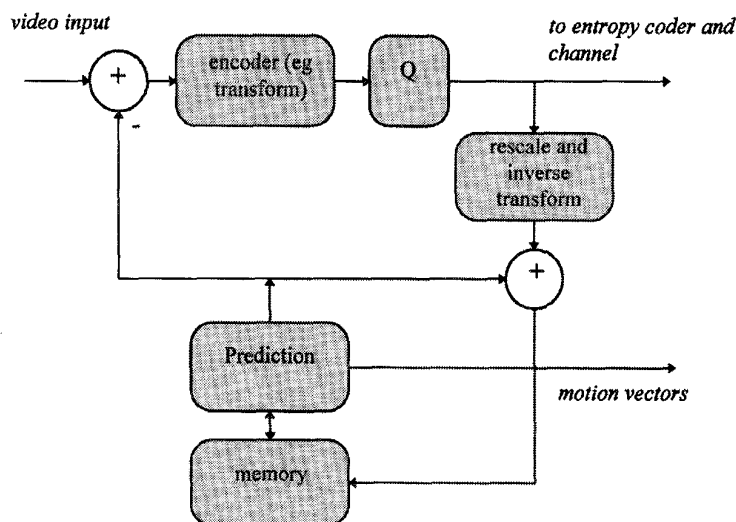 video input
to entropy coder and
channel
+
-
encoder (eg
transform)
Q
rescale and
inverse
transform
+
Prediction
motion vectors
memory